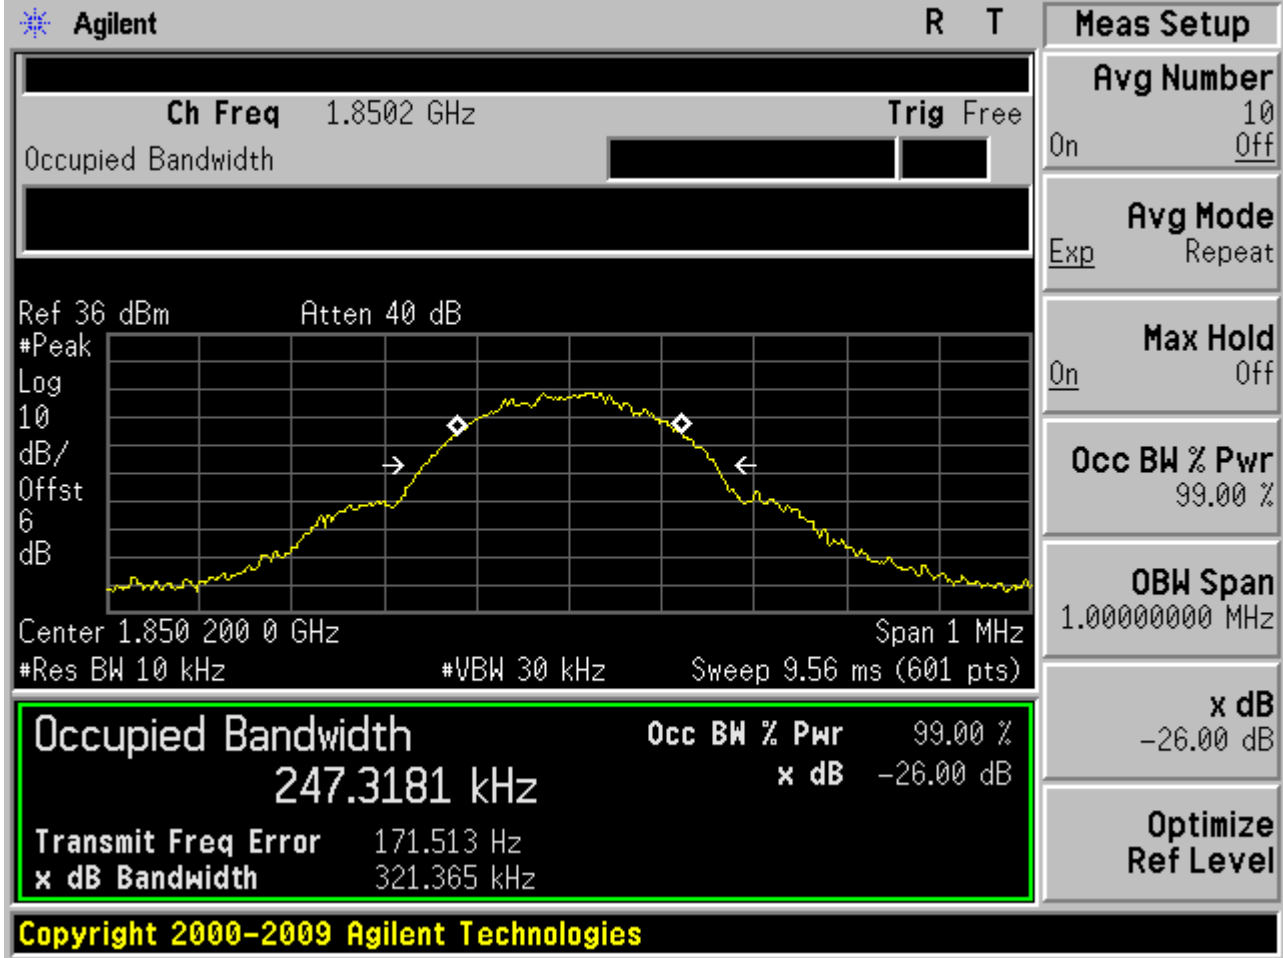 Agilent R T
Ch Freq 1.8502 GHz Trig Free
Occupied Bandwidth
Ref 36 dBm Atten 40 dB
#Peak
Log
10
dB/
Offst
6
dB
Center 1.850 200 0 GHz Span 1 MHz
#Res BW 10 kHz #VBW 30 kHz Sweep 9.56 ms (601 pts)
Occupied Bandwidth Occ BW % Pwr 99.00 %
247.3181 kHz x dB -26.00 dB
Transmit Freq Error 171.513 Hz
x dB Bandwidth 321.365 kHz
Copyright 2000-2009 Agilent Technologies
Meas Setup
Avg Number
10
On Off
Avg Mode
Exp Repeat
Max Hold
On Off
Occ BW % Pwr
99.00 %
OBW Span
1.00000000 MHz
x dB
-26.00 dB
Optimize
Ref Level